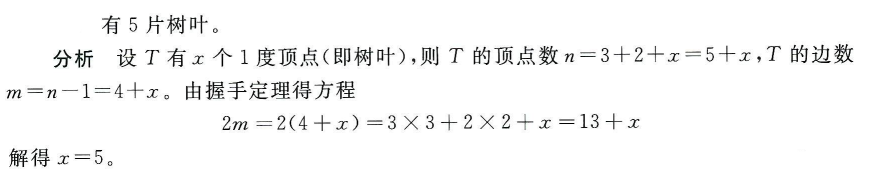 有 5 片树叶。
分析 设 T 有 x 个 1 度顶点(即树叶),则 T 的顶点数 n=3+2+x=5+x,T 的边数
m=n-1=4+x。由握手定理得方程
2m=2(4+x)=3×3+2×2+x=13+x
解得 x=5。